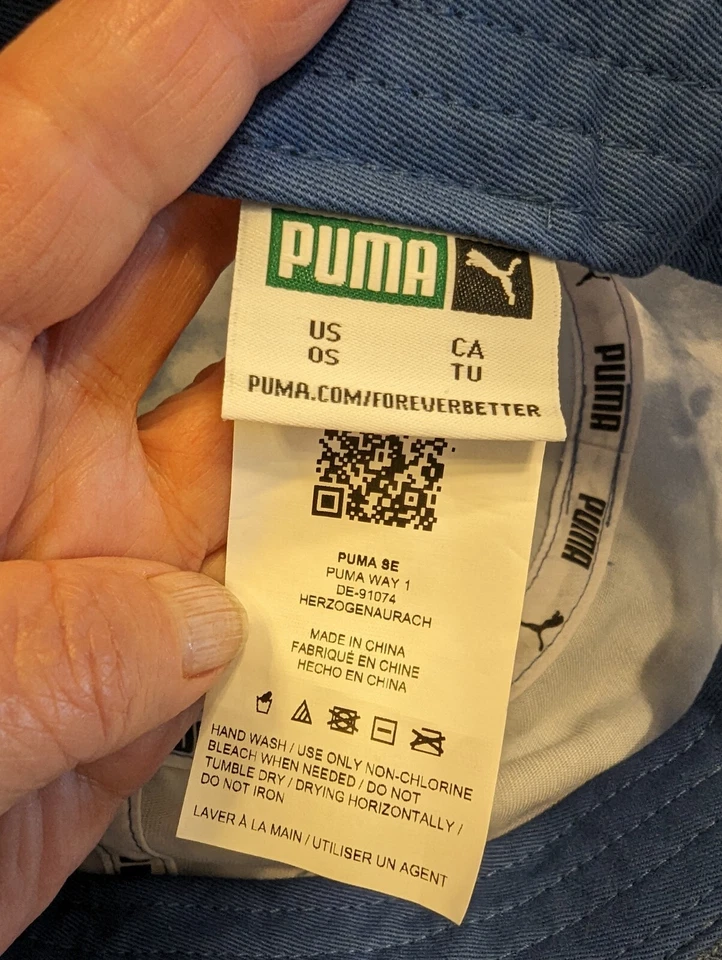 PUMA
US CA
OS TU
PUMA.COM/FOREVERBETTER
PUMA
PUMA
PUMA SE
PUMA WAY 1
DE-91074
HERZOGENAURACH
MADE IN CHINA
FABRIQUÉ EN CHINE
HECHO EN CHINA
HAND WASH / USE ONLY NON-CHLORINE
BLEACH WHEN NEEDED / DO NOT
TUMBLE DRY / DRYING HORIZONTALLY /
DO NOT IRON
LAVER À LA MAIN / UTILISER UN AGENT